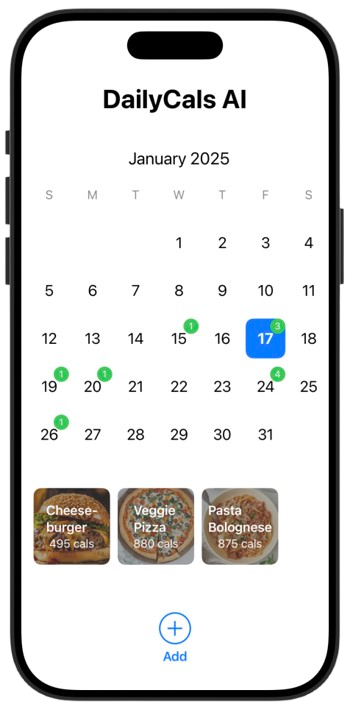 DailyCals AI
January 2025
S M T W T F S
1 2 3 4
5 6 7 8 9 10 11
12 13 14 15 1 16 17 3 18
19 1 20 1 21 22 23 24 4 25
26 1 27 28 29 30 31
Cheese-
burger
495 cals
Veggie
Pizza
880 cals
Pasta
Bolognese
875 cals
Add